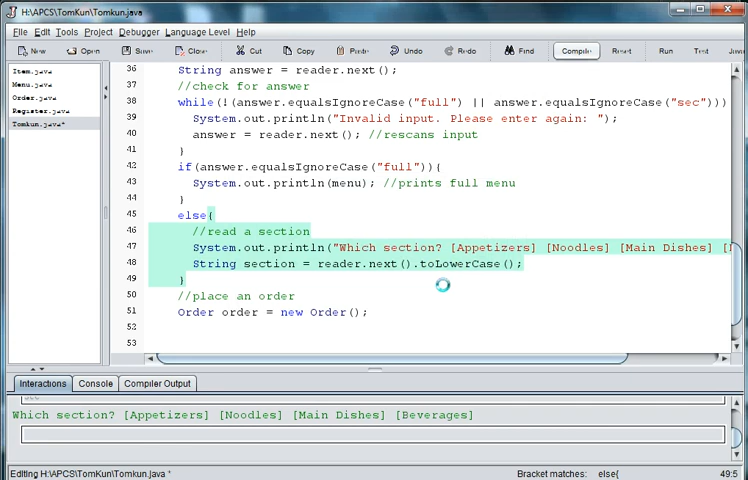 H:\APCS\TomKun\Tomkun.java
File Edit Tools Project Debugger Language Level Help
New Open Save Close Cut Copy Paste Undo Redo Find Compile Reset Run Test
Item.java
Menu.java
Order.java
Register.java
Tomkun.java*
36 String answer = reader.next();
37 //check for answer
38 while(!(answer.equalsIgnoreCase("full") || answer.equalsIgnoreCase("sec")))
39 System.out.println("Invalid input. Please enter again: ");
40 answer = reader.next(); //rescans input
41 }
42 if(answer.equalsIgnoreCase("full")){
43 System.out.println(menu); //prints full menu
44 }
45 else{
46 //read a section
47 System.out.println("Which section? [Appetizers] [Noodles] [Main Dishes] [
48 String section = reader.next().toLowerCase();
49 }
50 //place an order
51 Order order = new Order();
52
53
Interactions Console Compiler Output
Which section? [Appetizers] [Noodles] [Main Dishes] [Beverages]
Editing H:\APCS\TomKun\Tomkun.java * Bracket matches: else{ 49:5